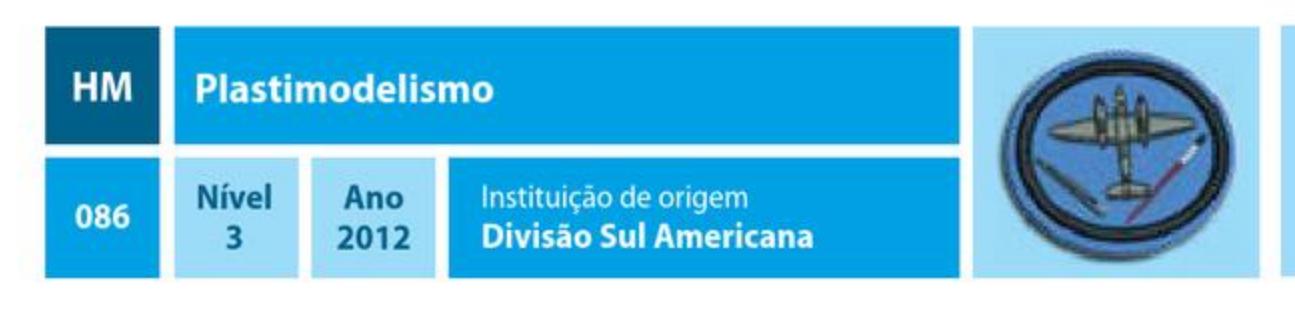 HM
Plastimodelismo
086
Nível
3
Ano
2012
Instituição de origem
Divisão Sul Americana